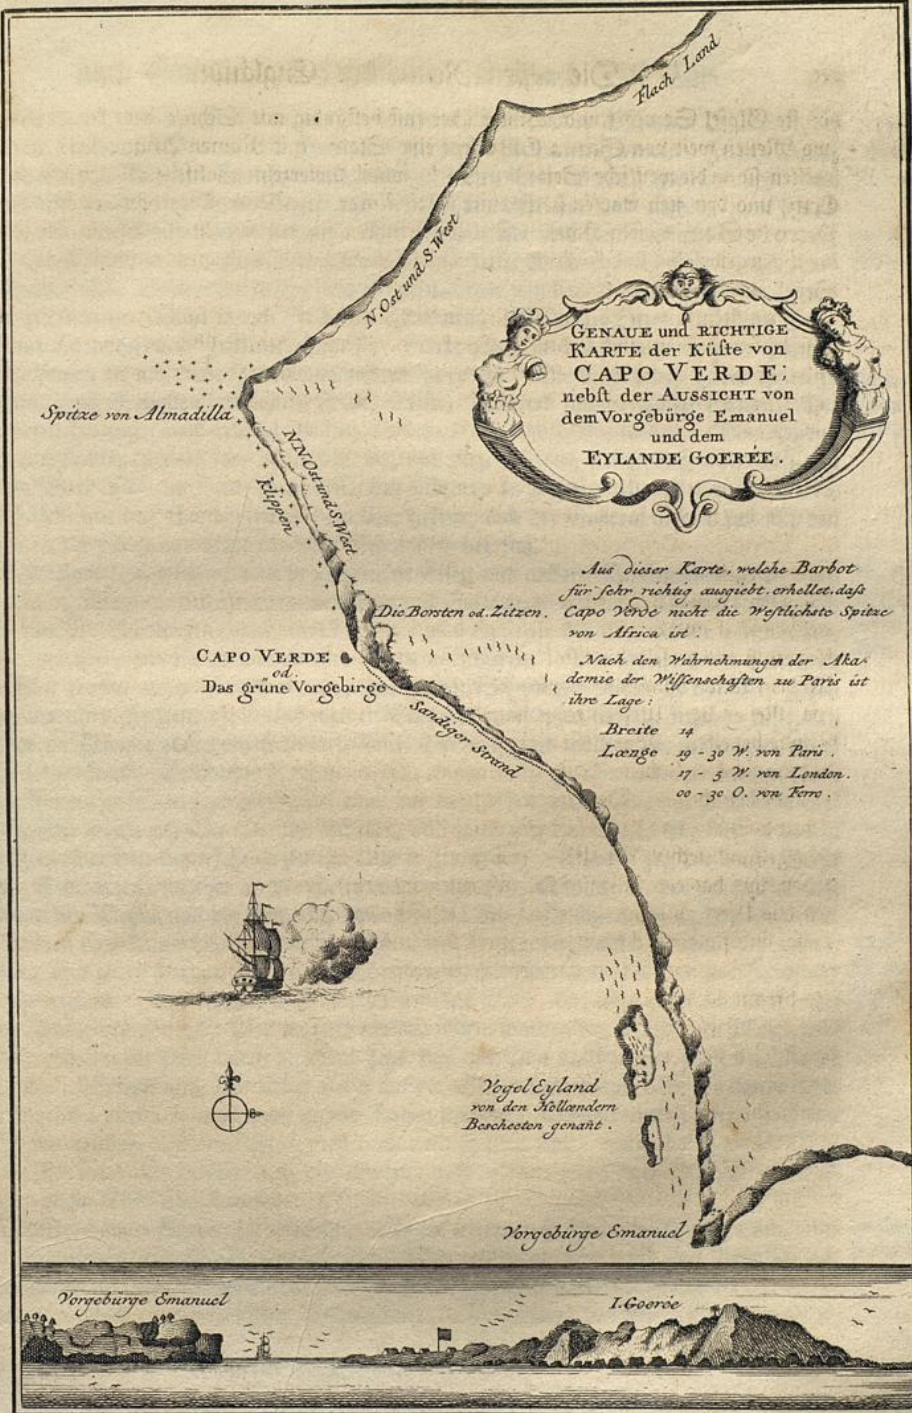 Flach Land
N. Ost und S. West
GENAUE und RICHTIGE
KARTE der Küſte von
CAPO VERDE;
nebſt der AUSSICHT von
dem Vorgebürge Emanuel
und dem
EYLANDE GOERÉE.
Spitze von Almadilla
N.N.Ost und S. West
Klippen
Aus dieser Karte, welche Barbot
für ſehr richtig ausgiebt, erhellet, daſs
Capo Verde nicht die Weſtlichste Spitze
von Africa ist.
Die Borsten od. Zitzen.
CAPO VERDE
od.
Das grüne Vorgebirge
Nach den Wahrnehmungen der Aka-
demie der Wiſſenschaften zu Paris ist
ihre Lage:
Breite 14
Lœnge 19 - 30 W. von Paris.
17 - 5 W. von London.
00 - 30 O. von Ferro.
Sandiger Strand
Vogel Eyland
von den Hollœndern
Bescheeten genañt.
Vorgebürge Emanuel
Vorgebürge Emanuel
I. Goerée